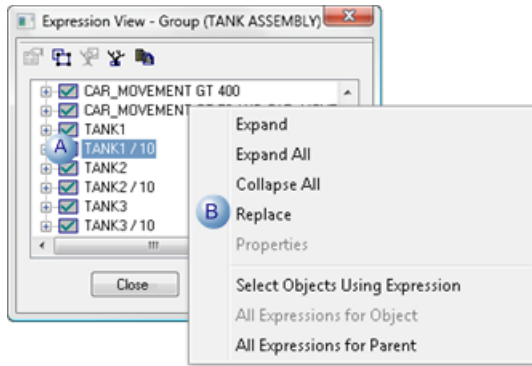 Expression View - Group (TANK ASSEMBLY)
CAR_MOVEMENT GT 400
CAR_MOVEMENT
TANK1
A
TANK1 / 10
TANK2
TANK2 / 10
TANK3
TANK3 / 10
Close
Expand
Expand All
Collapse All
B
Replace
Properties
Select Objects Using Expression
All Expressions for Object
All Expressions for Parent